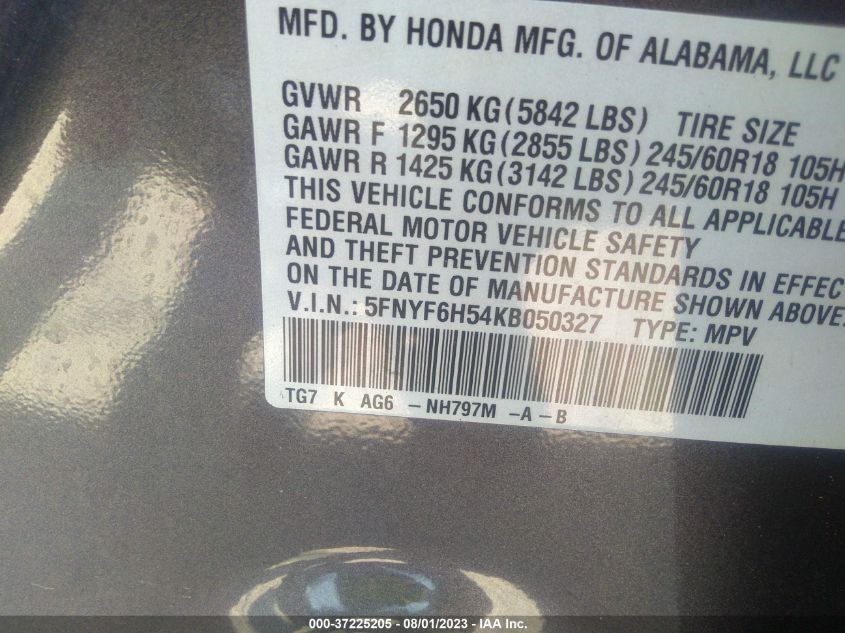 MFD. BY HONDA MFG. OF ALABAMA, LLC
GVWR 2650 KG (5842 LBS) TIRE SIZE
GAWR F 1295 KG (2855 LBS) 245/60R18 105H
GAWR R 1425 KG (3142 LBS) 245/60R18 105H
THIS VEHICLE CONFORMS TO ALL APPLICABLE
FEDERAL MOTOR VEHICLE SAFETY
AND THEFT PREVENTION STANDARDS IN EFFEC
ON THE DATE OF MANUFACTURE SHOWN ABOVE.
V.I.N.: 5FNYF6H54KB050327 TYPE: MPV
TG7 K AG6 -NH797M -A-B
000-37225205 - 08/01/2023 - IAAI Inc.